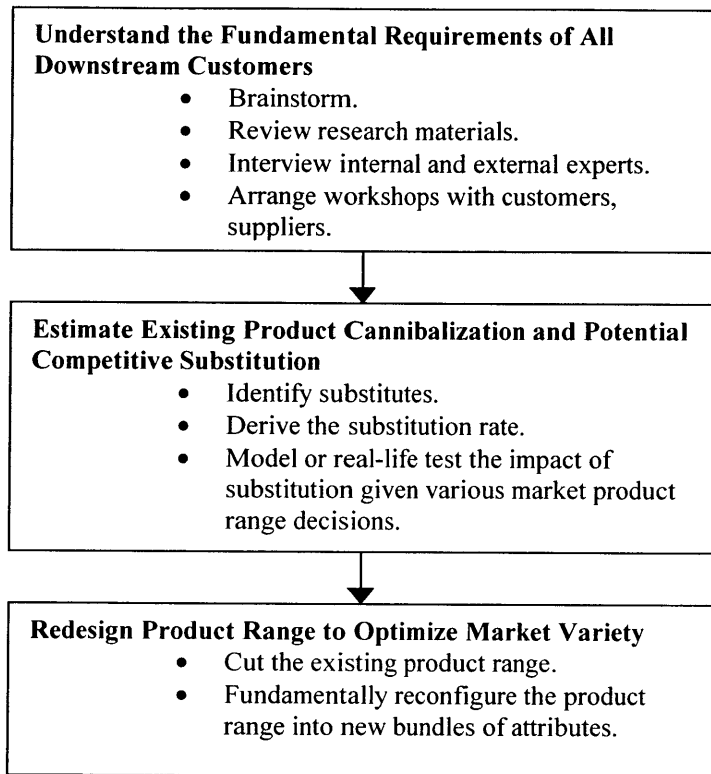 Understand the Fundamental Requirements of All
Downstream Customers
• Brainstorm.
• Review research materials.
• Interview internal and external experts.
• Arrange workshops with customers,
suppliers.
Estimate Existing Product Cannibalization and Potential
Competitive Substitution
• Identify substitutes.
• Derive the substitution rate.
• Model or real-life test the impact of
substitution given various market product
range decisions.
Redesign Product Range to Optimize Market Variety
• Cut the existing product range.
• Fundamentally reconfigure the product
range into new bundles of attributes.